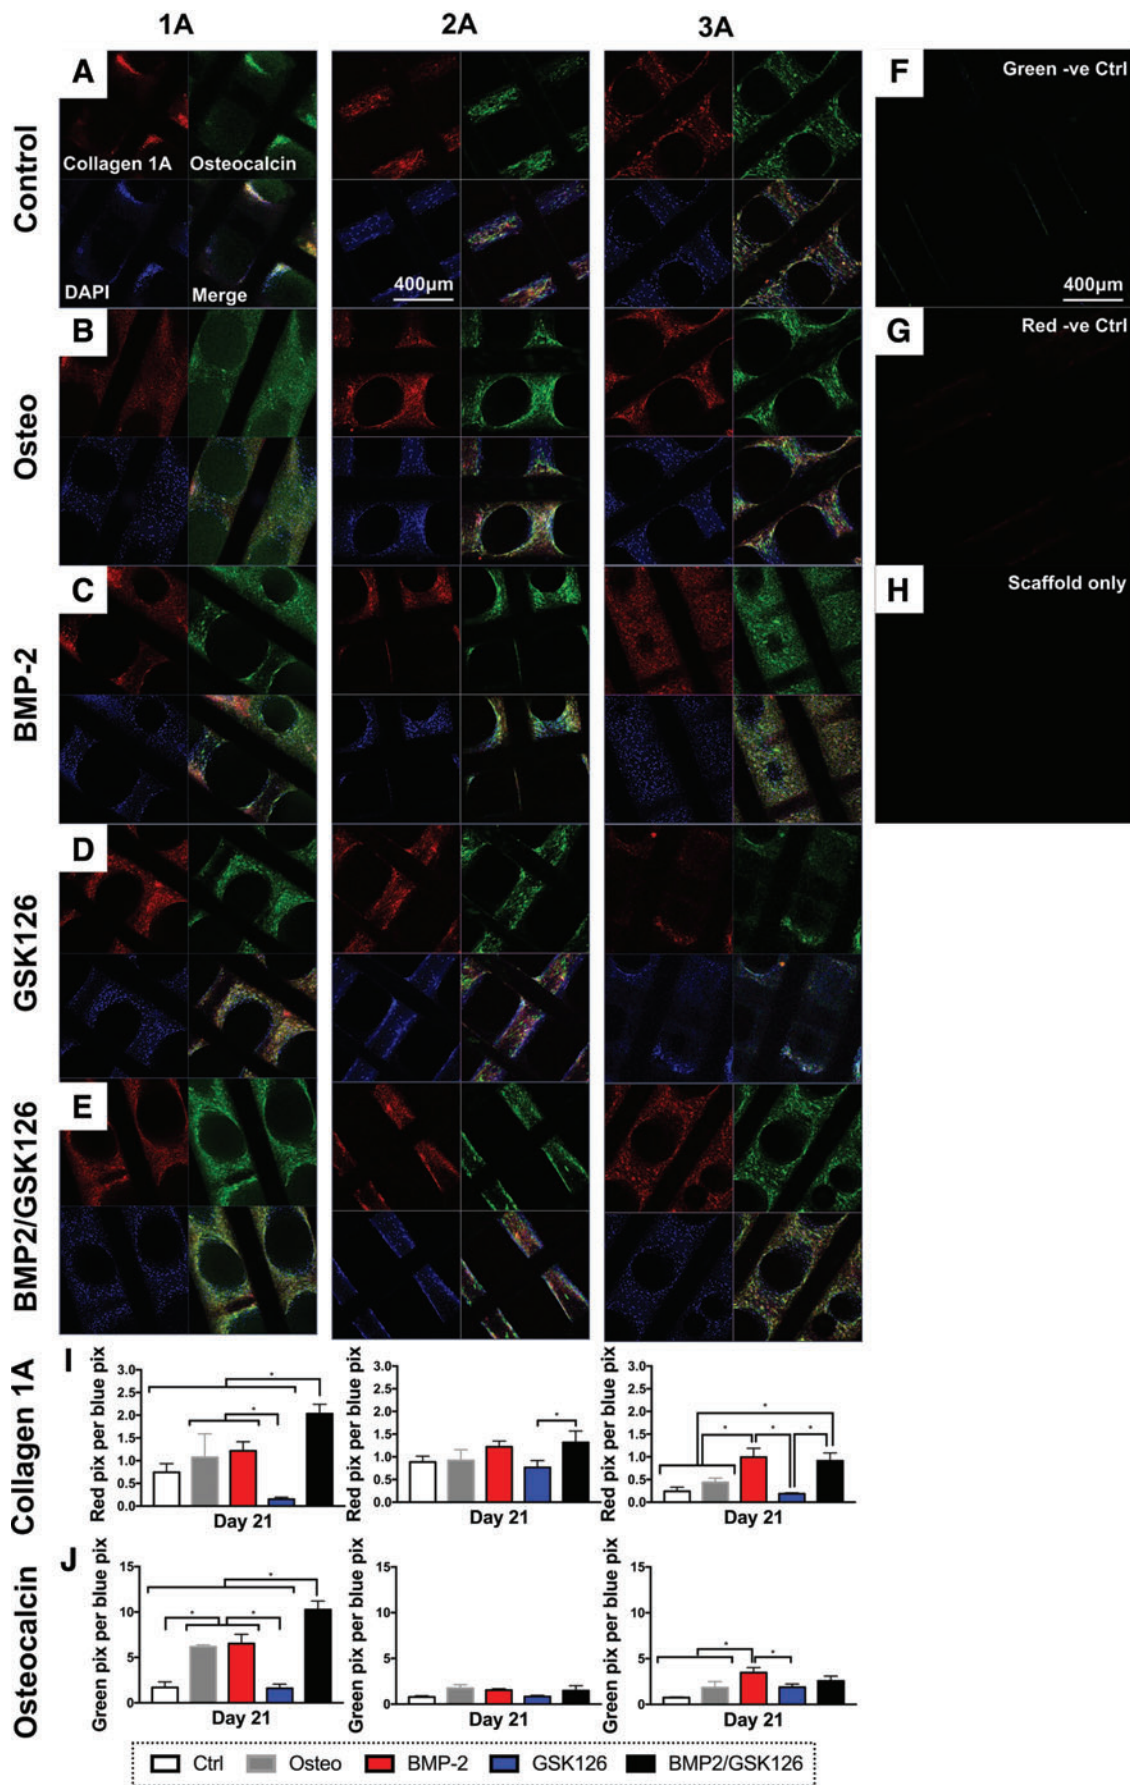 1A 2A 3A
Control
A
Collagen 1A Osteocalcin
DAPI Merge
400µm
F
Green -ve Ctrl
400µm
Osteo
B
G
Red -ve Ctrl
BMP-2
C
H
Scaffold only
GSK126
D
BMP2/GSK126
E
Collagen 1A
I
Red pix per blue pix
3.0
2.5
2.0
1.5
1.0
0.5
0.0
*
*
Day 21
Red pix per blue pix
3.0
2.5
2.0
1.5
1.0
0.5
0.0
*
Day 21
Red pix per blue pix
3.0
2.5
2.0
1.5
1.0
0.5
0.0
*
* * *
Day 21
Osteocalcin
J
Green pix per blue pix
15
10
5
0
*
* *
Day 21
Green pix per blue pix
15
10
5
0
Day 21
Green pix per blue pix
15
10
5
0
* *
Day 21
Ctrl Osteo BMP-2 GSK126 BMP2/GSK126